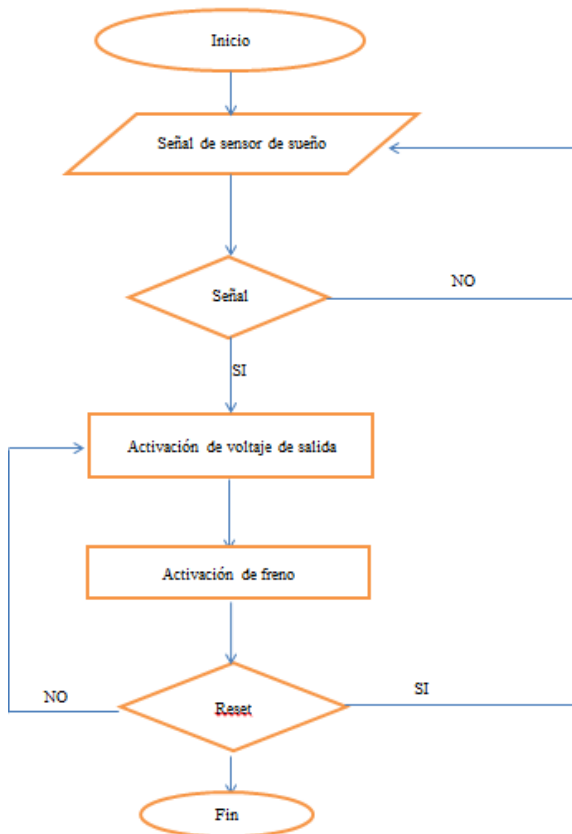 Inicio
Señal de sensor de sueño
Señal
NO
SI
Activación de voltaje de salida
Activación de freno
NO
Reset
SI
Fin